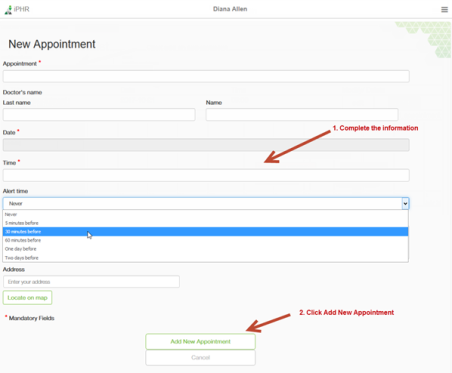 iPHR
Diana Allen
New Appointment
Appointment *
Doctor's name
Last name
Name
Date *
1. Complete the information
Time *
Alert time
Never
Never
5 minutes before
30 minutes before
60 minutes before
One day before
Two days before
Address
Enter your address
Locate on map
* Mandatory Fields
2. Click Add New Appointment
Add New Appointment
Cancel